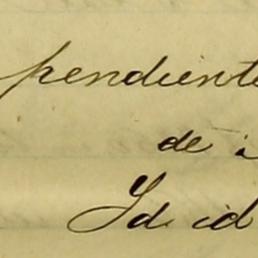 pendiente
de
Id. id